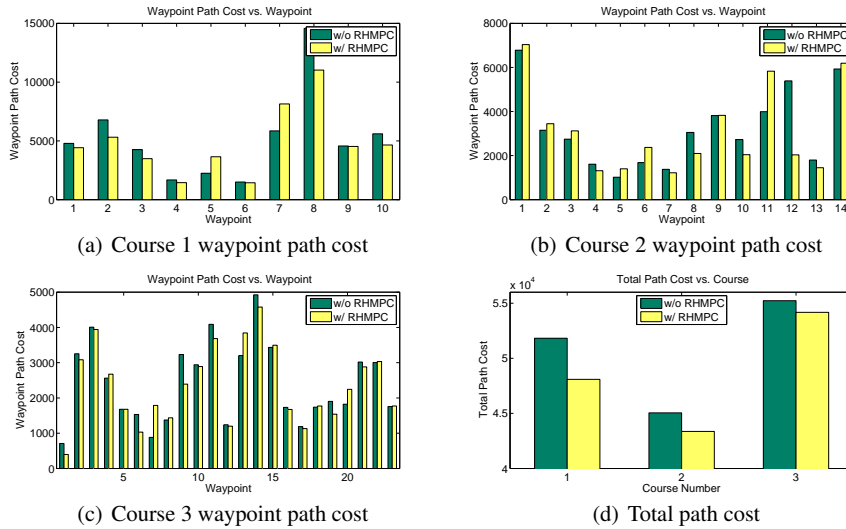 Waypoint Path Cost vs. Waypoint
15000
10000
5000
0
Waypoint Path Cost
w/o RHMPC
w/ RHMPC
1 2 3 4 5 6 7 8 9 10
Waypoint
(a) Course 1 waypoint path cost
Waypoint Path Cost vs. Waypoint
8000
6000
4000
2000
0
Waypoint Path Cost
w/o RHMPC
w/ RHMPC
1 2 3 4 5 6 7 8 9 10 11 12 13 14
Waypoint
(b) Course 2 waypoint path cost
Waypoint Path Cost vs. Waypoint
5000
4000
3000
2000
1000
0
Waypoint Path Cost
w/o RHMPC
w/ RHMPC
5 10 15 20
Waypoint
(c) Course 3 waypoint path cost
Total Path Cost vs. Course
x 10^4
5.5
5
4.5
4
Total Path Cost
w/o RHMPC
w/ RHMPC
1 2 3
Course Number
(d) Total path cost